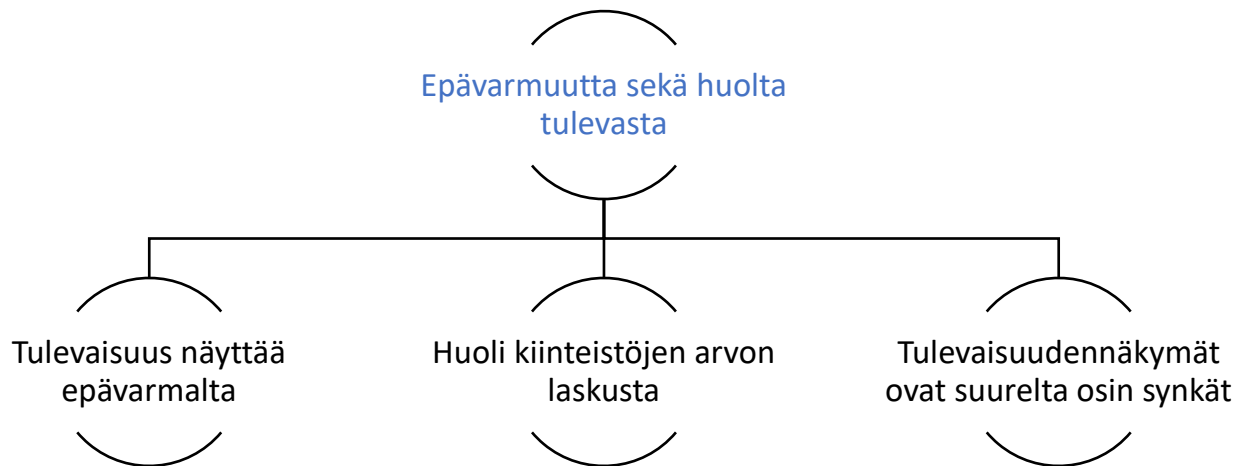 Epävarmuutta sekä huolta
tulevasta
Tulevaisuus näyttää
epävarmalta
Huoli kiinteistöjen arvon
laskusta
Tulevaisuudennäkymät
ovat suurelta osin synkät